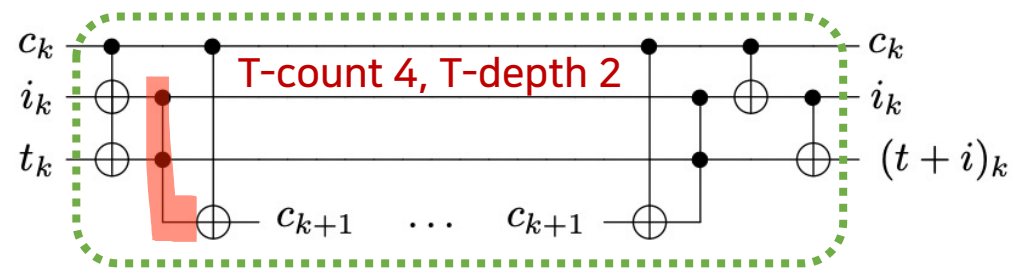 c_k c_k
T-count 4, T-depth 2
i_k i_k
t_k (t + i)_k
c_{k+1} ... c_{k+1}